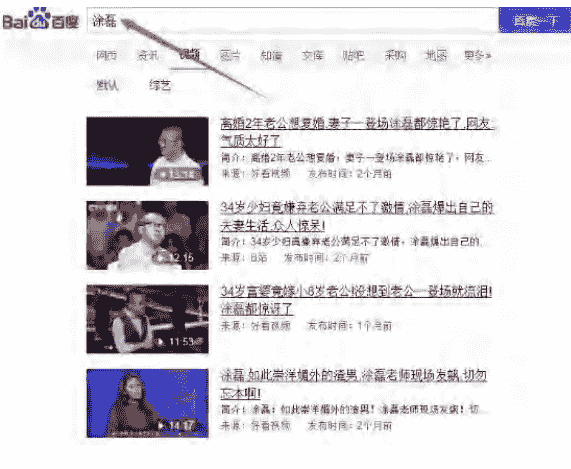 Bai百度 涂磊 百度一下
网页 资讯 视频 图片 知道 文库 贴吧 采购 地图 更多»
默认 综艺
离婚2年老公想复婚,妻子一登场涂磊都惊艳了,网友:
气质太好了
简介：离婚2年老公想复婚，妻子一登场涂磊都惊艳了，网友...
来源：好看视频 发布时间：2个月前
34岁少妇竟嫌弃老公满足不了激情,涂磊爆出自己的
夫妻生活,众人惊呆!
简介：34岁少妇竟嫌弃老公满足不了激情，涂磊爆出自己的...
来源：B站 发布时间：2个月前
12:15
34岁富婆竟嫁小8岁老公!没想到老公一登场就流泪!
涂磊都惊讶了
来源：好看视频 发布时间：1个月前
11:53
涂磊,如此崇洋媚外的渣男,涂磊老师现场发飙,切勿
忘本啊!
简介：涂磊：如此崇洋媚外的渣男！涂磊老师现场发飙！切...
来源：好看视频 发布时间：2个月前
14:17